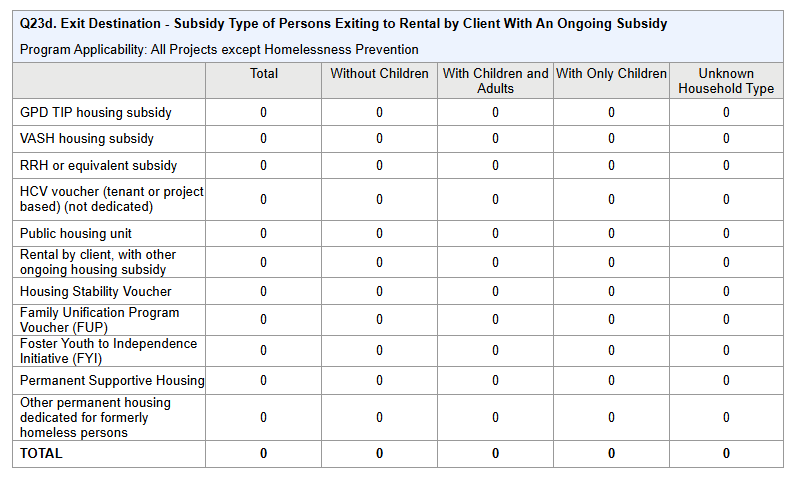 Q23d. Exit Destination - Subsidy Type of Persons Exiting to Rental by Client With An Ongoing Subsidy
Program Applicability: All Projects except Homelessness Prevention
Total Without Children With Children and Adults With Only Children Unknown Household Type
GPD TIP housing subsidy 0 0 0 0 0
VASH housing subsidy 0 0 0 0 0
RRH or equivalent subsidy 0 0 0 0 0
HCV voucher (tenant or project based) (not dedicated) 0 0 0 0 0
Public housing unit 0 0 0 0 0
Rental by client, with other ongoing housing subsidy 0 0 0 0 0
Housing Stability Voucher 0 0 0 0 0
Family Unification Program Voucher (FUP) 0 0 0 0 0
Foster Youth to Independence Initiative (FYI) 0 0 0 0 0
Permanent Supportive Housing 0 0 0 0 0
Other permanent housing dedicated for formerly homeless persons 0 0 0 0 0
TOTAL 0 0 0 0 0